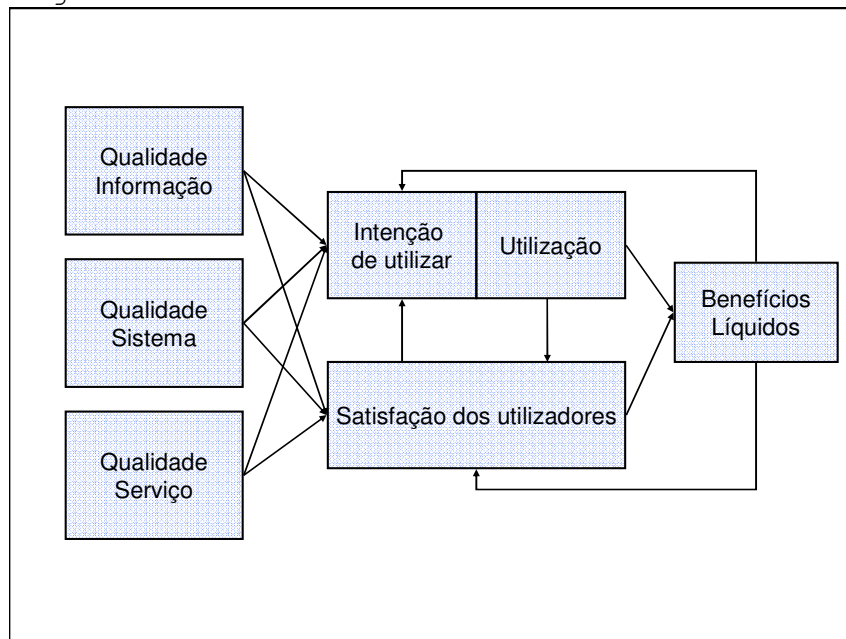 Qualidade
Informação
Qualidade
Sistema
Qualidade
Serviço
Intenção
de utilizar
Utilização
Satisfação dos utilizadores
Benefícios
Líquidos